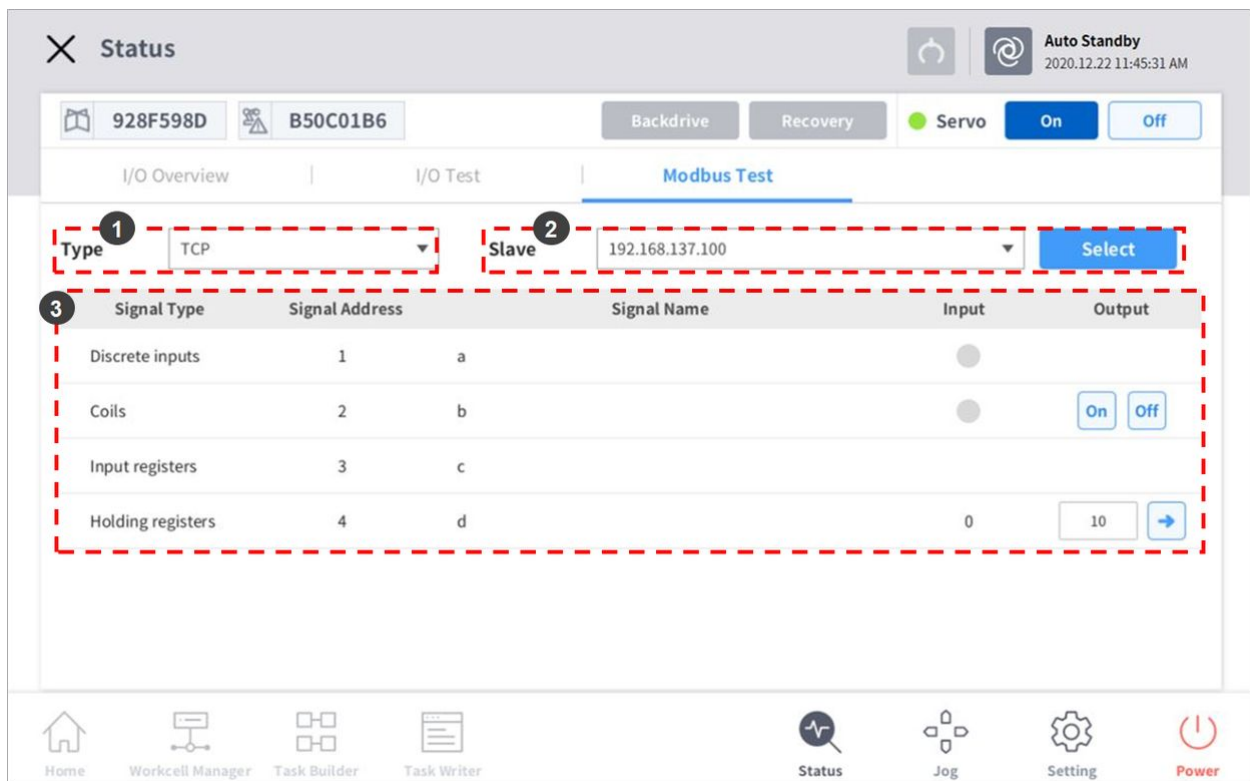 Status
Auto Standby
2020.12.22 11:45:31 AM
928F598D B50C01B6 Backdrive Recovery Servo On Off
I/O Overview I/O Test Modbus Test
1 2
Type TCP Slave 192.168.137.100 Select
3
Signal Type Signal Address Signal Name Input Output
Discrete inputs 1 a
Coils 2 b On Off
Input registers 3 c
Holding registers 4 d 0 10
Home Workcell Manager Task Builder Task Writer Status Jog Setting Power